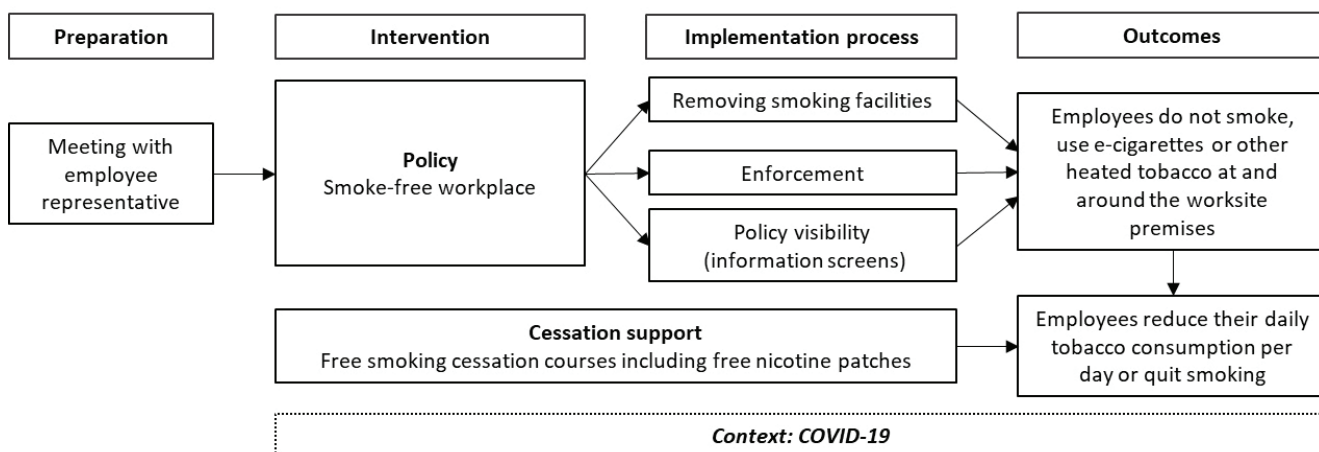 Preparation
Intervention
Implementation process
Outcomes
Meeting with
employee
representative
Policy
Smoke-free workplace
Removing smoking facilities
Enforcement
Policy visibility
(information screens)
Employees do not smoke,
use e-cigarettes or other
heated tobacco at and
around the worksite
premises
Cessation support
Free smoking cessation courses including free nicotine patches
Employees reduce their daily
tobacco consumption per
day or quit smoking
Context: COVID-19